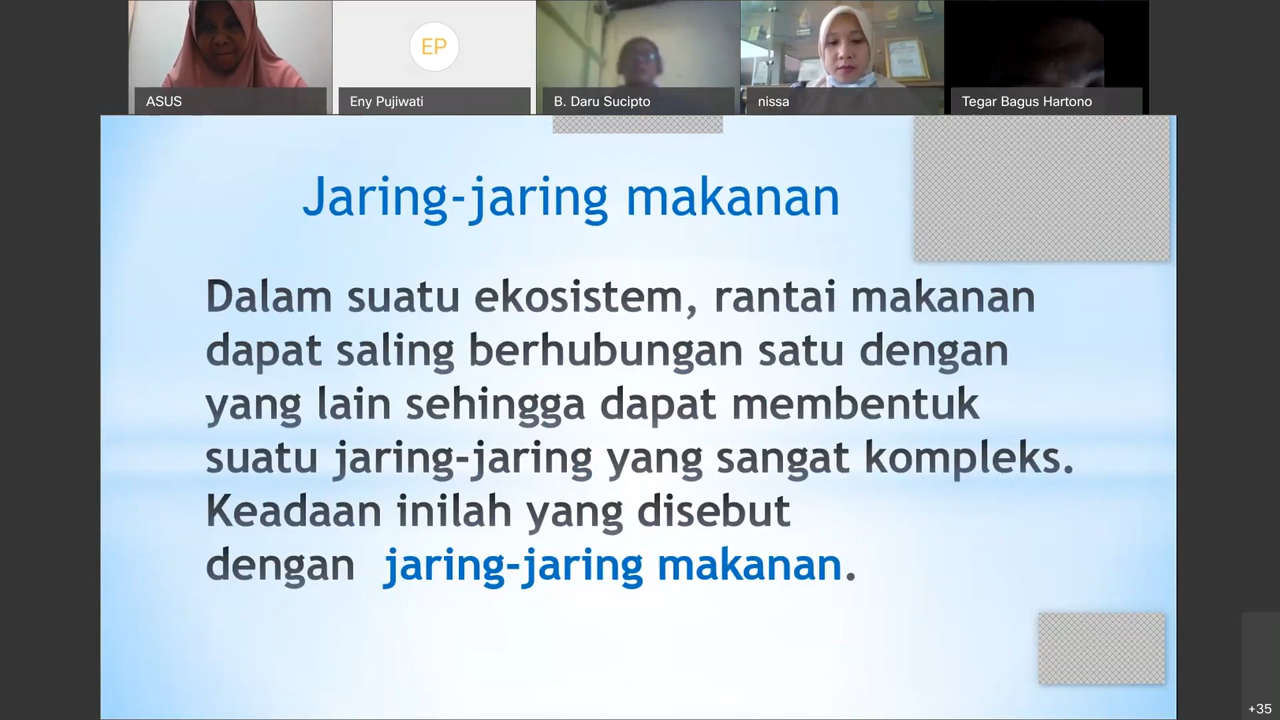 EP
ASUS
Eny Pujiwati
B. Daru Sucipto
nissa
Tegar Bagus Hartono
Jaring-jaring makanan
Dalam suatu ekosistem, rantai makanan
dapat saling berhubungan satu dengan
yang lain sehingga dapat membentuk
suatu jaring-jaring yang sangat kompleks.
Keadaan inilah yang disebut
dengan jaring-jaring makanan.
+35